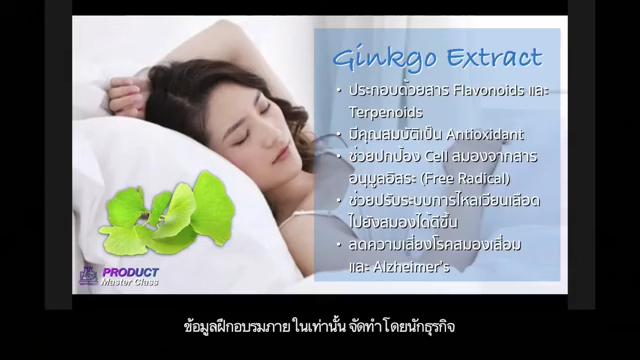 Ginkgo Extract
• ประกอบด้วยสาร Flavonoids และ
Terpenoids
• มีคุณสมบัติเป็น Antioxidant
• ช่วยปกป้อง Cell สมองจากสาร
อนุมูลอิสระ (Free Radical)
• ช่วยปรับระบบการไหลเวียนเลือด
ไปยังสมองได้ดีขึ้น
• ลดความเสี่ยงโรคสมองเสื่อม
และ Alzheimer's
PRODUCT
Master Class
ข้อมูลฝึกอบรมภายในเท่านั้น จัดทำโดยนักธุรกิจ